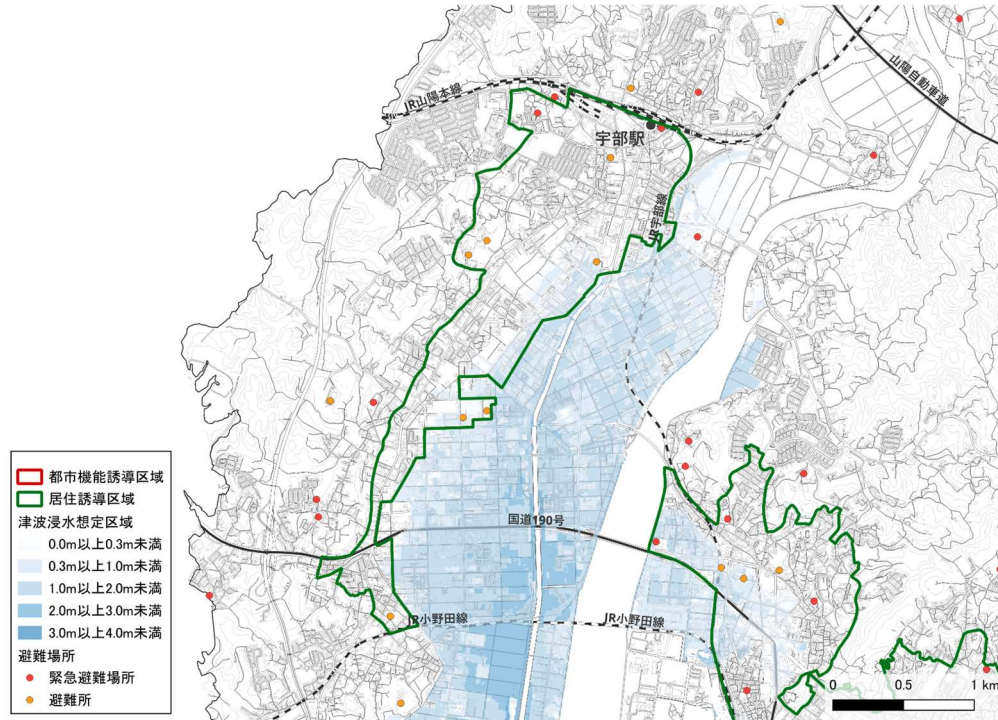 JR山陽本線
山陽自動車道
宇部駅
JR宇部線
国道190号
JR小野田線
JR小野田線
都市機能誘導区域
居住誘導区域
津波浸水想定区域
0.0m以上0.3m未満
0.3m以上1.0m未満
1.0m以上2.0m未満
2.0m以上3.0m未満
3.0m以上4.0m未満
避難場所
緊急避難場所
避難所
0 0.5 1 km